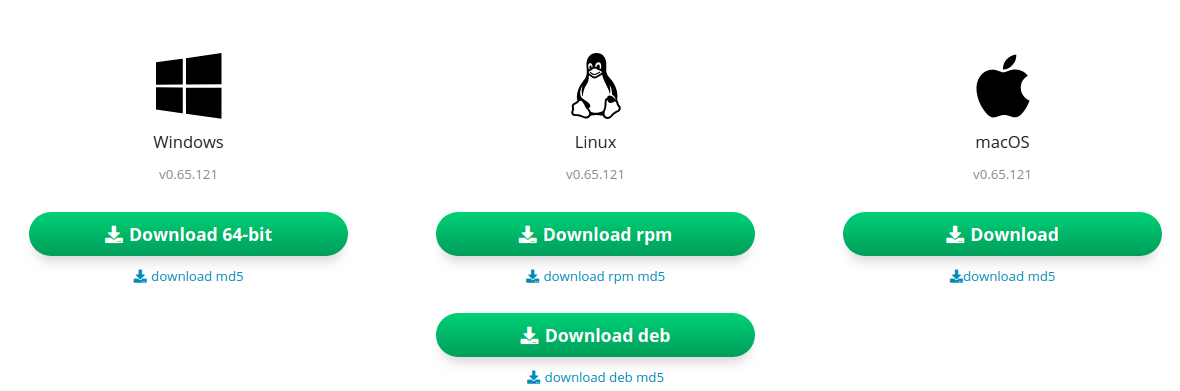 Windows
v0.65.121
Download 64-bit
download md5
Linux
v0.65.121
Download rpm
download rpm md5
Download deb
download deb md5
macOS
v0.65.121
Download
download md5